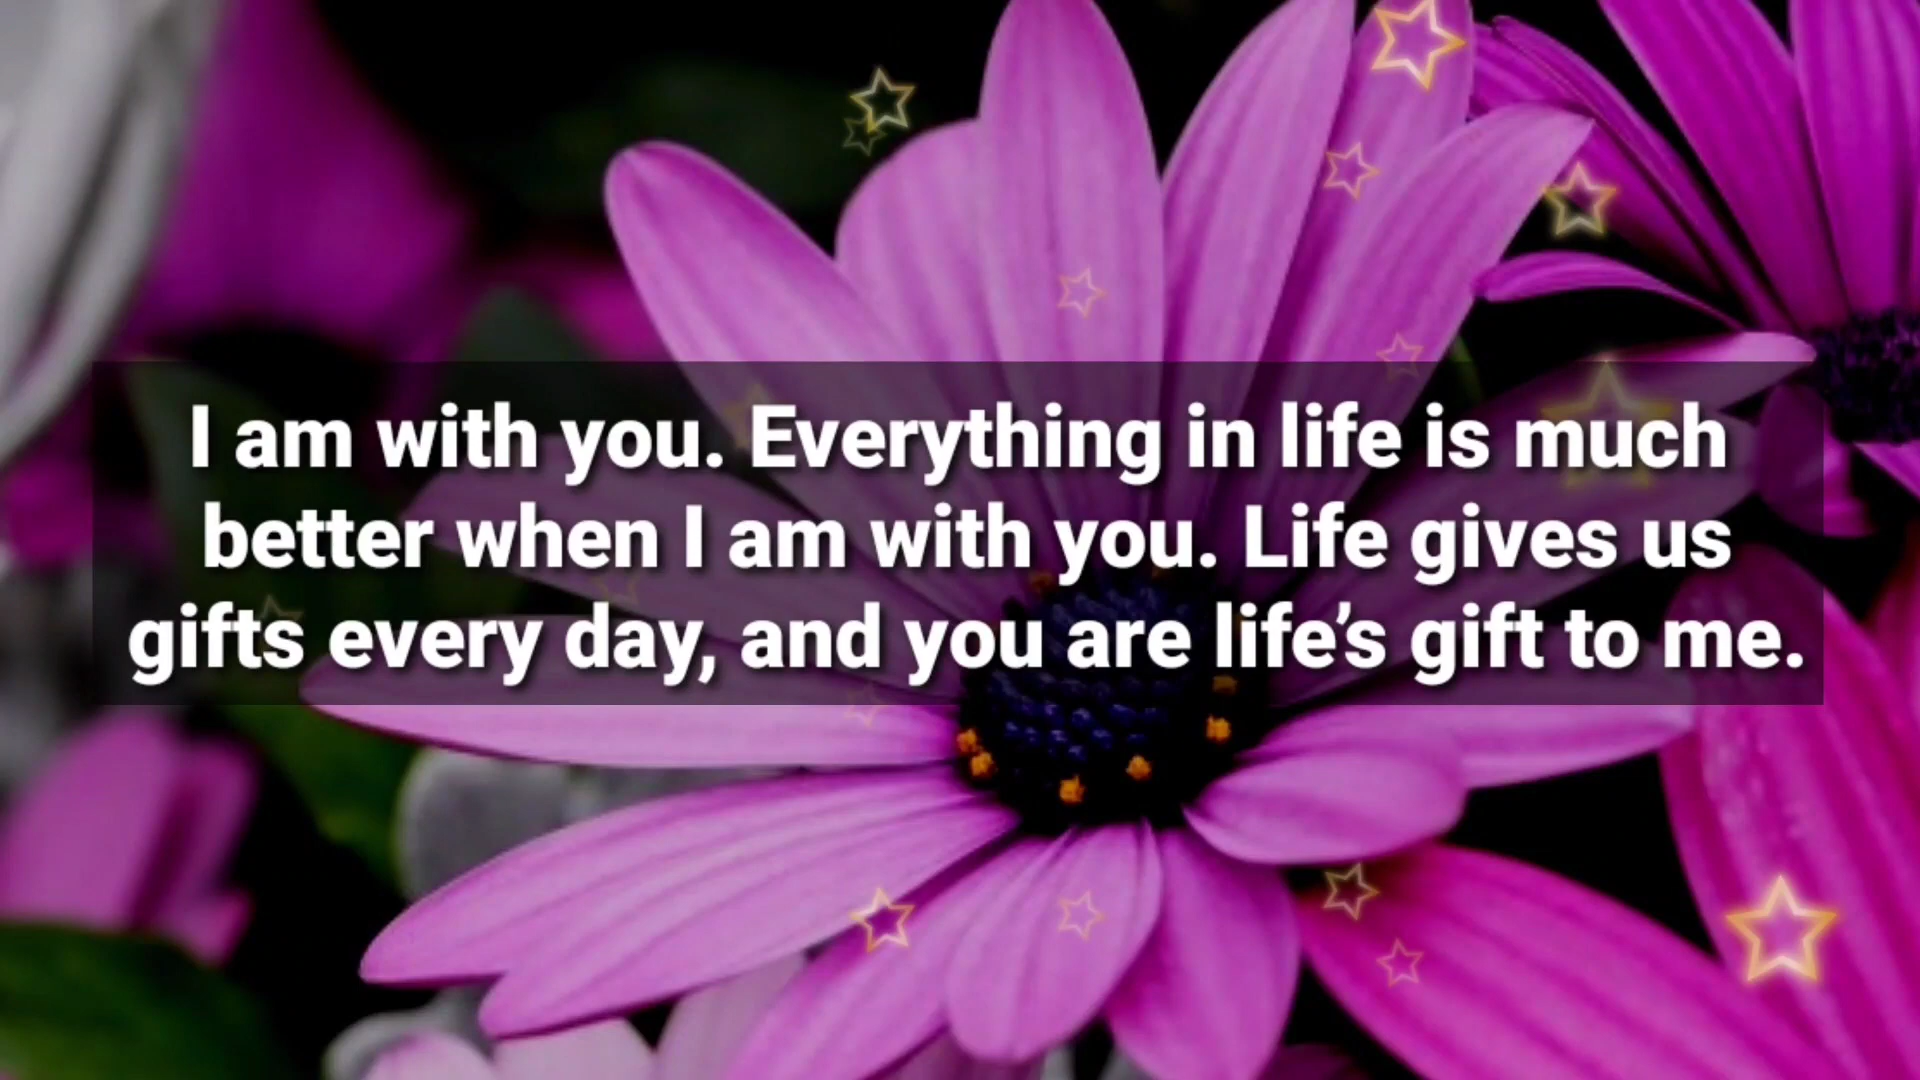 I am with you. Everything in life is much
better when I am with you. Life gives us
gifts every day, and you are life’s gift to me.